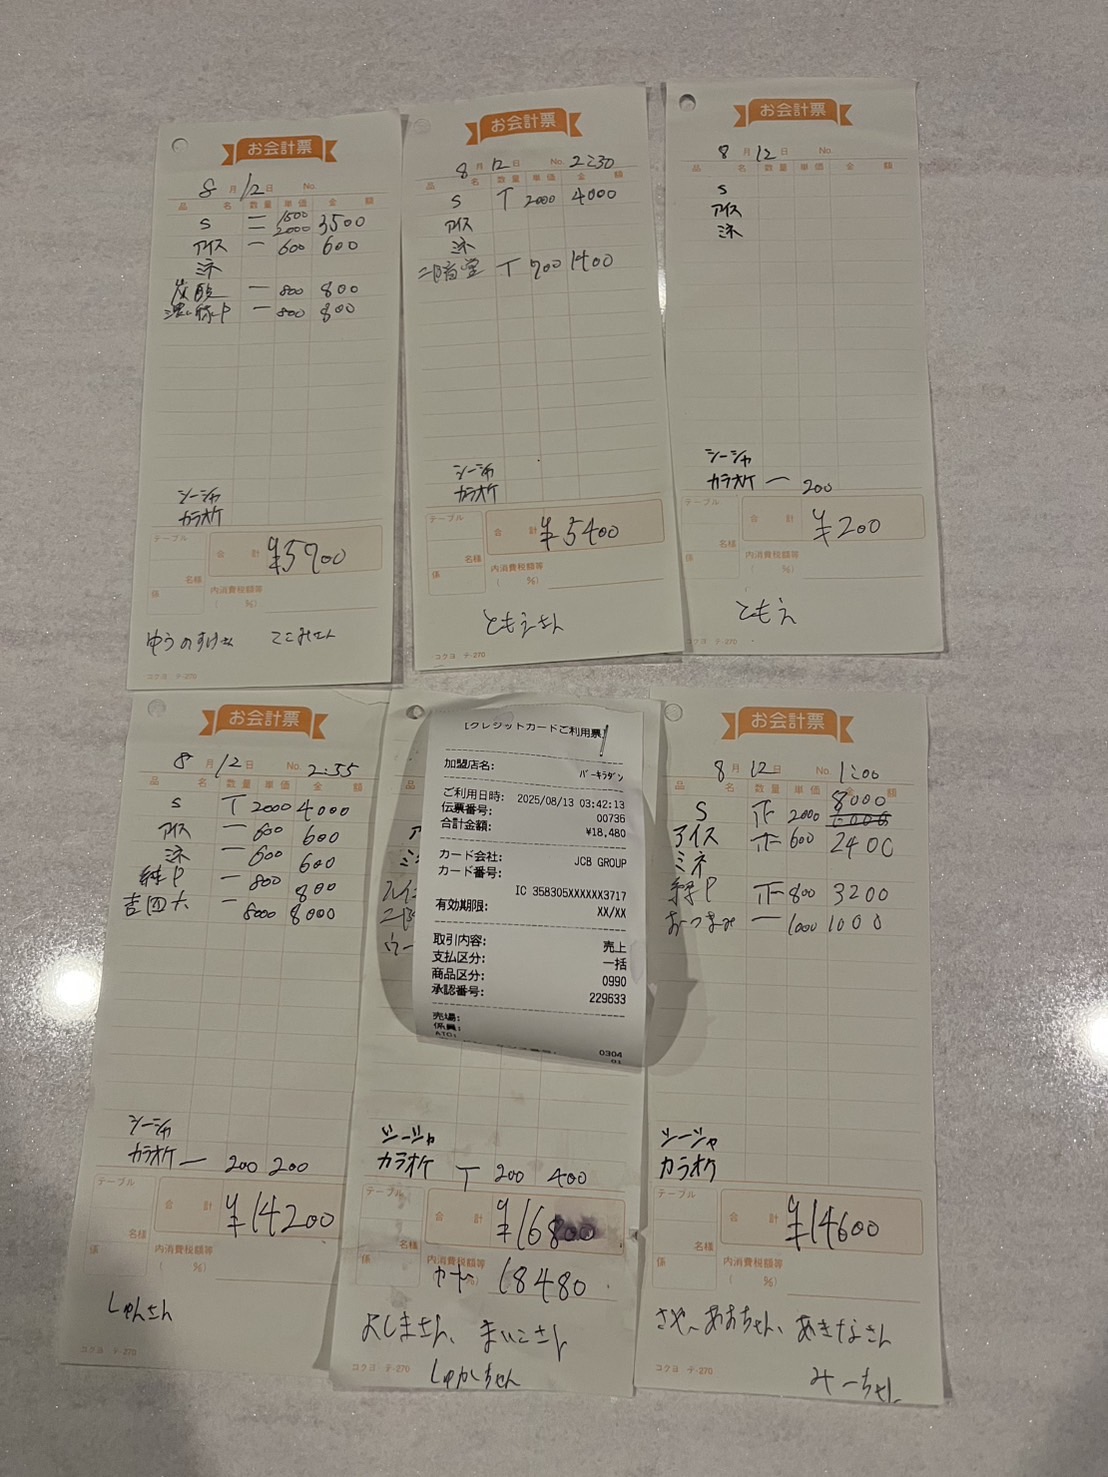 お会計票
8月12日 No.
品名 数量 単価 金額
S 一 1500
一 2000 3500
アイス 一 600 600
ミネ
炭酸 一 800 800
濃い緑P 一 800 800
シーシャ
カラオケ
テーブル
合計 ¥5700
名様
係
内消費税額等
( %)
ゆうのすけさん
コクヨ テ-270
お会計票
8月12日 No. 2:30
品名 数量 単価 金額
S T 2000 4000
アイス
ミネ
二階堂 T 700 1400
シーシャ
カラオケ
テーブル
合計 ¥5400
名様
係
内消費税額等
( %)
ともえさん
コクヨ テ-270
お会計票
8月12日 No.
品名 数量 単価 金額
S
アイス
ミネ
シーシャ
カラオケ 一 200
テーブル
合計 ¥200
名様
係
内消費税額等
( %)
ともえ
コクヨ テ-270
お会計票
8月12日 No. 2:55
品名 数量 単価 金額
S T 2000 4000
アイス 一 600 600
ミネ 一 600 600
緑P 一 800 800
吉四六 一 8000 8000
シーシャ
カラオケ 一 200 200
テーブル
合計 ¥14200
名様
係
内消費税額等
( %)
しゅんさん
コクヨ テ-270
[クレジットカードご利用票]
加盟店名:
バーキラダン
ご利用日時: 2025/08/13 03:42:13
伝票番号: 00736
合計金額: ¥18,480
カード会社: JCB GROUP
カード番号:
IC 358305XXXXXX3717
有効期限: XX/XX
取引内容: 売上
支払区分: 一括
商品区分: 0990
承認番号: 229633
売場:
係員:
ATC: 0304
01
シーシャ
カラオケ T 200 400
テーブル
合計 ¥16800
名様
係
内消費税額等
( %)
カード 18480
よしまさん、まいこさん
しゅかちゃん
コクヨ テ-270
お会計票
8月12日 No. 1:00
品名 数量 単価 金額
8000
S 正 2000
アイス 正 600 2400
ミネ
緑P 正 800 3200
おつまみ 一 1000 1000
シーシャ
カラオケ
テーブル
合計 ¥14600
名様
係
内消費税額等
( %)
さや、あおちゃん、あきなさん
みーちゃん
コクヨ テ-270